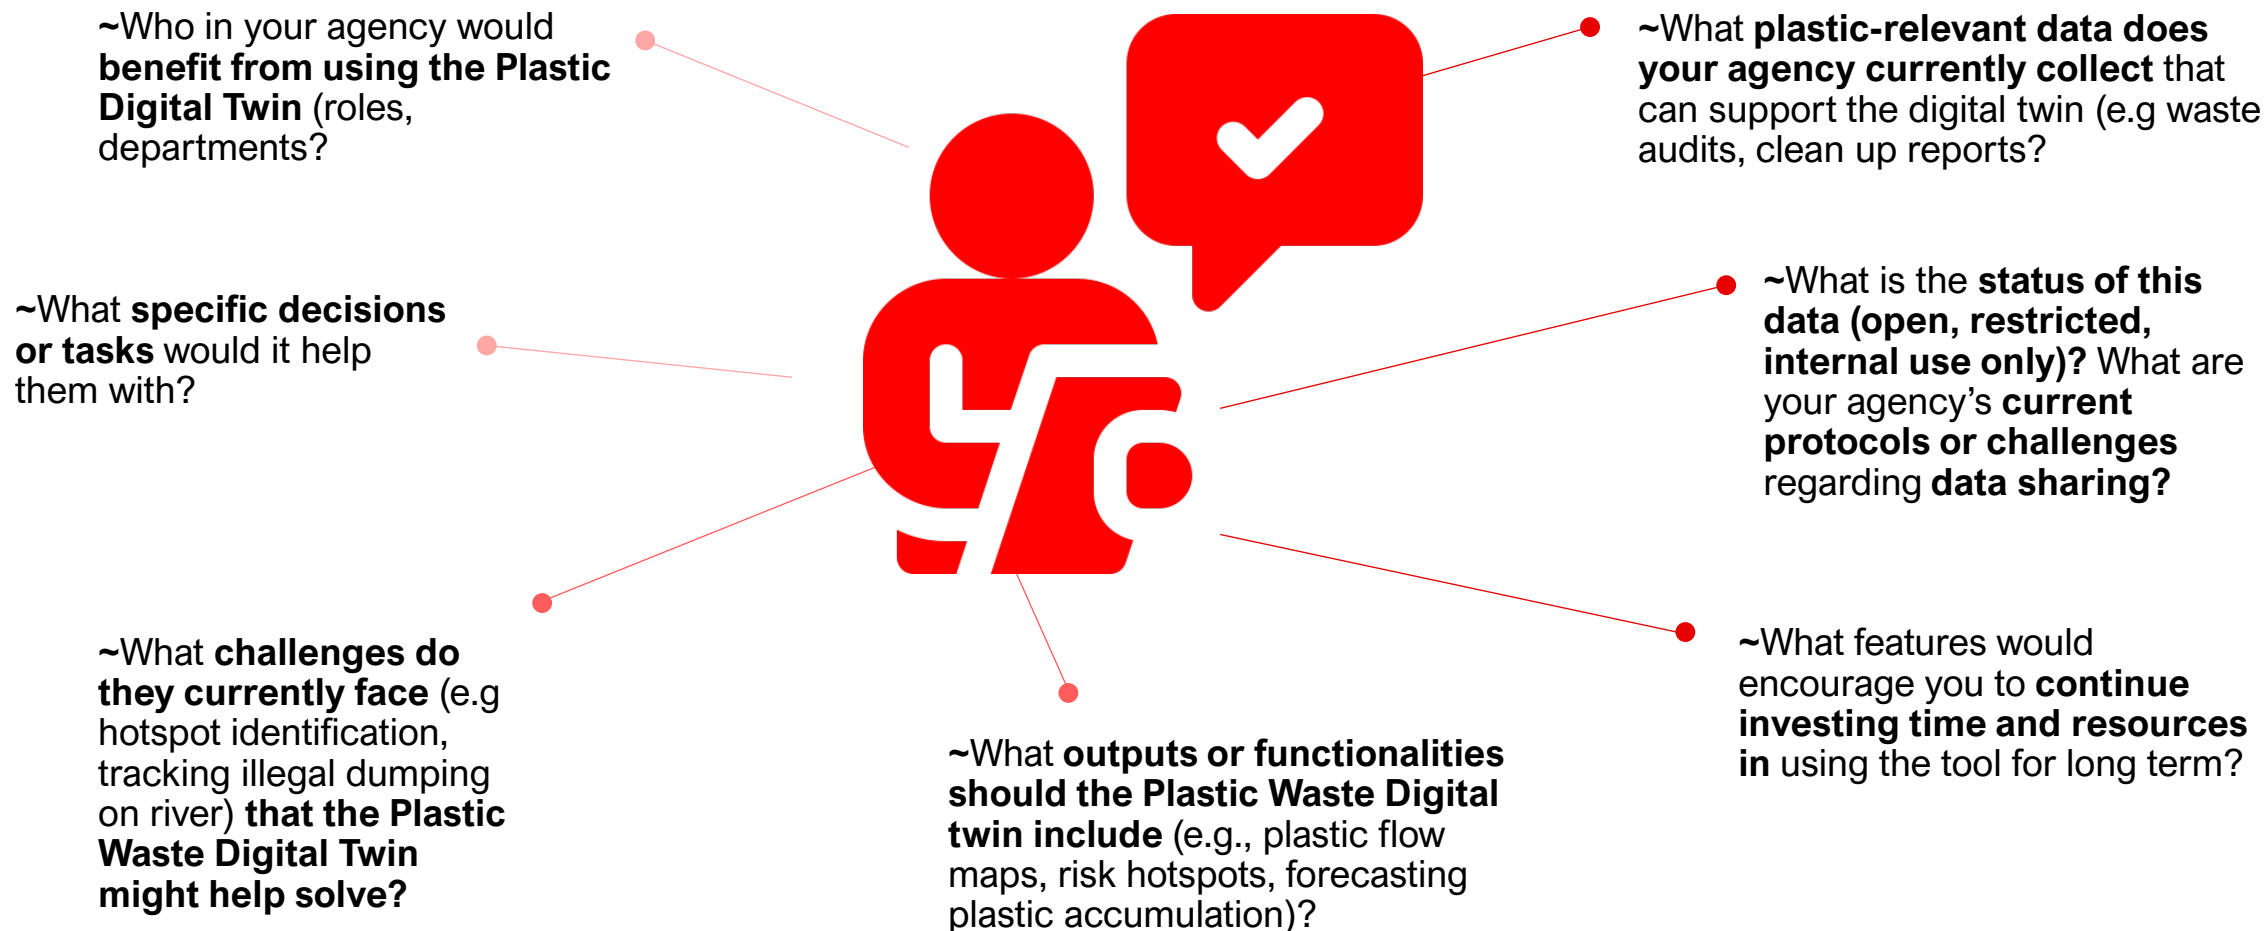 ~Who in your agency would
benefit from using the Plastic
Digital Twin (roles,
departments?
~What specific decisions
or tasks would it help
them with?
~What challenges do
they currently face (e.g
hotspot identification,
tracking illegal dumping
on river) that the Plastic
Waste Digital Twin
might help solve?
~What outputs or functionalities
should the Plastic Waste Digital
twin include (e.g., plastic flow
maps, risk hotspots, forecasting
plastic accumulation)?
~What plastic-relevant data does
your agency currently collect that
can support the digital twin (e.g waste
audits, clean up reports?
~What is the status of this
data (open, restricted,
internal use only)? What are
your agency’s current
protocols or challenges
regarding data sharing?
~What features would
encourage you to continue
investing time and resources
in using the tool for long term?